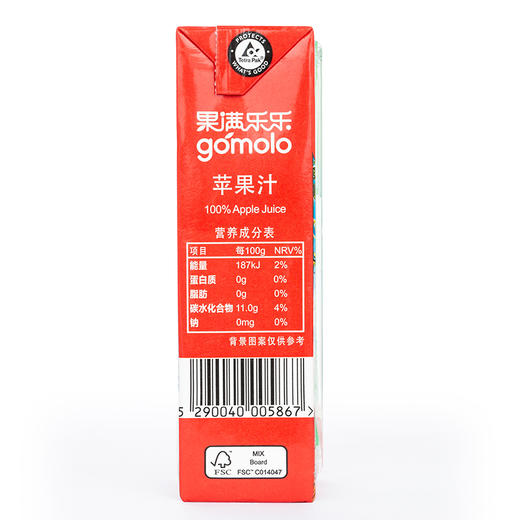 PROTECTS
Tetra Pak
WHAT'S GOOD
果满乐乐
gomolo
苹果汁
100% Apple Juice
营养成分表
项目 每100g NRV%
能量 187kJ 2%
蛋白质 0g 0%
脂肪 0g 0%
碳水化合物 11.0g 4%
钠 0mg 0%
背景图案仅供参考
5 290040 005867 >
FSC
MIX
Board
FSC™ C014047